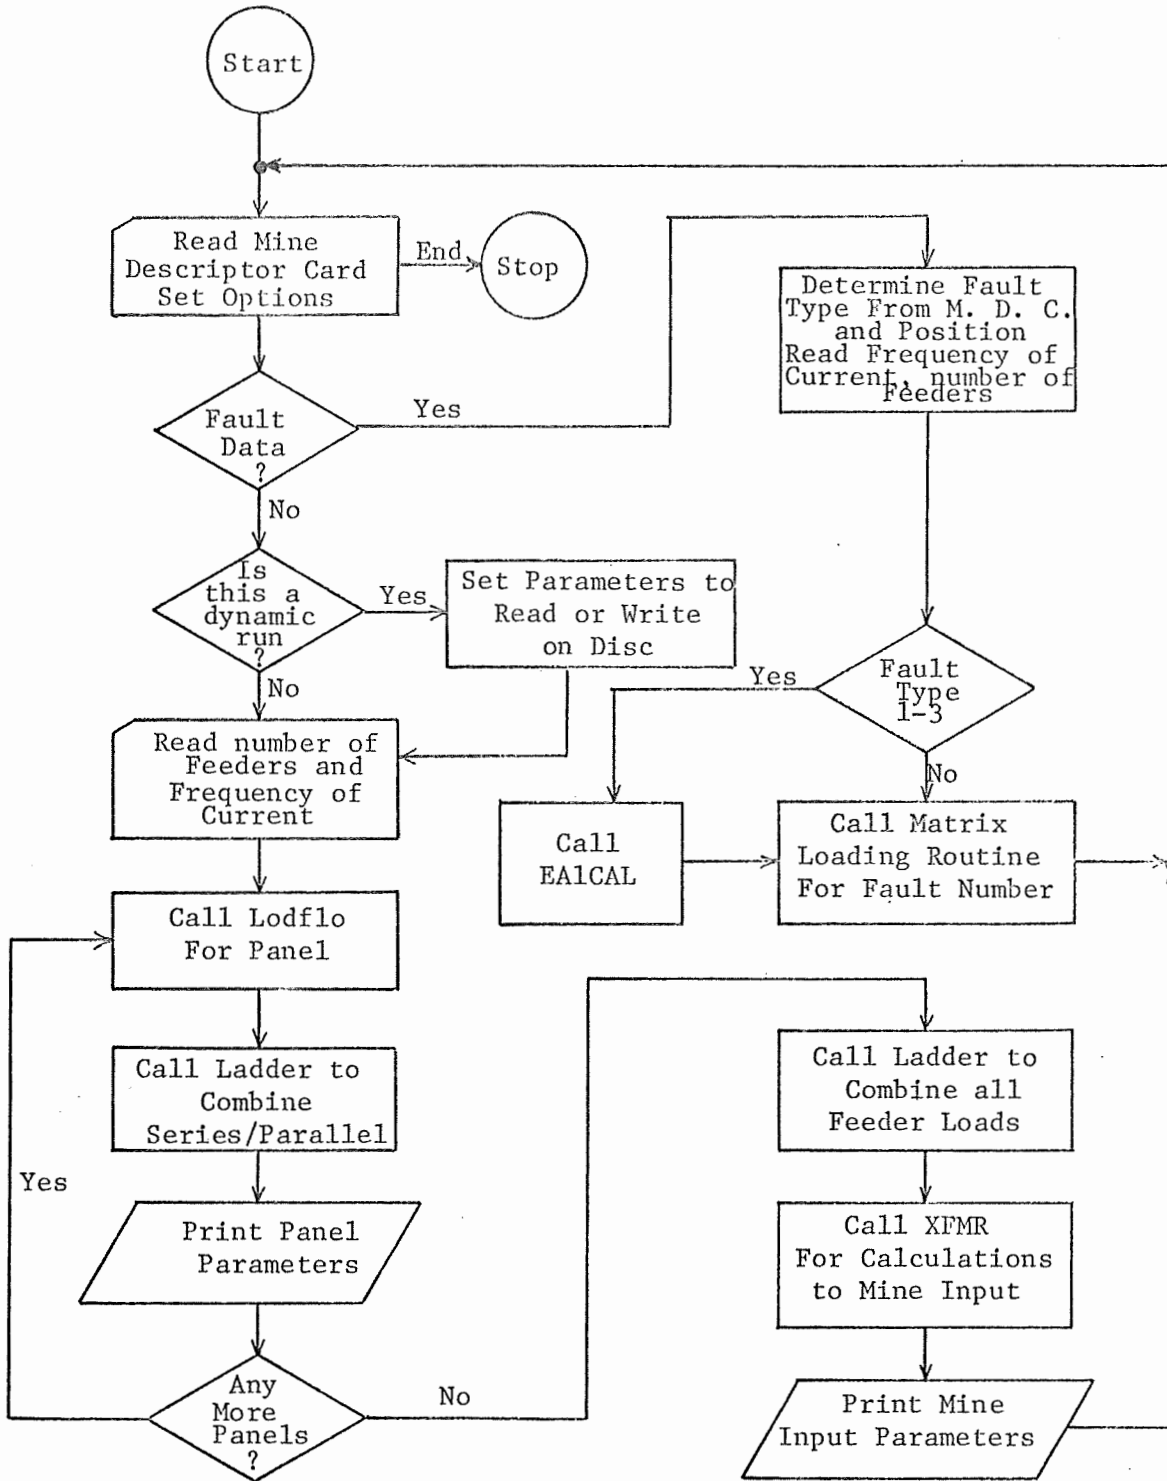 Start
Read Mine
Descriptor Card
Set Options
End
Stop
Fault
Data
?
Yes
No
Determine Fault
Type From M. D. C.
and Position
Read Frequency of
Current, number of
Feeders
Is
this a
dynamic
run
?
Yes
No
Set Parameters to
Read or Write
on Disc
Fault
Type
1-3
Yes
No
Read number of
Feeders and
Frequency of
Current
Call
EA1CAL
Call Matrix
Loading Routine
For Fault Number
Call Lodflo
For Panel
Call Ladder to
Combine
Series/Parallel
Yes
Print Panel
Parameters
Any
More
Panels
?
No
Call Ladder to
Combine all
Feeder Loads
Call XFMR
For Calculations
to Mine Input
Print Mine
Input Parameters